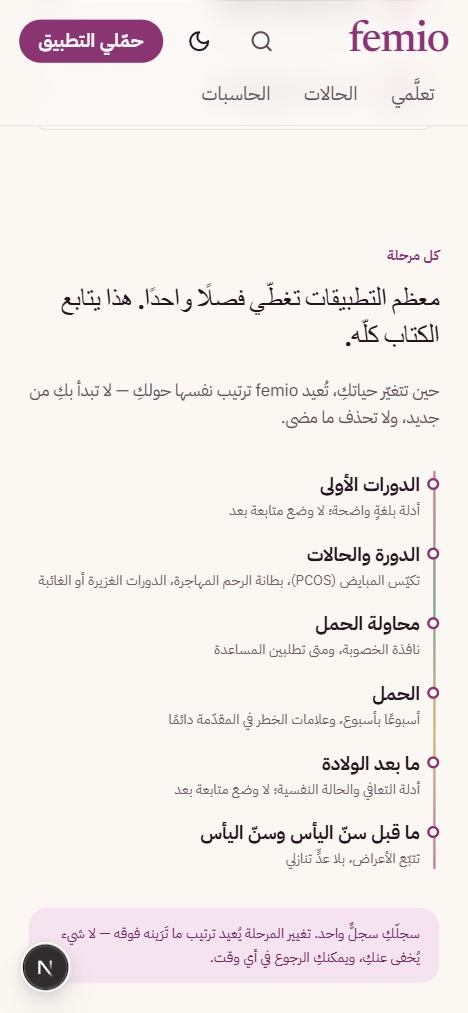 femio
حمّلي التطبيق
تعلَّمي
الحالات
الحاسبات
كل مرحلة
معظم التطبيقات تغطّي فصلًا واحدًا. هذا يتابع
الكتاب كلّه.
حين تتغيّر حياتكِ، تُعيد femio ترتيب نفسها حولكِ — لا تبدأ بكِ من
جديد، ولا تحذف ما مضى.
الدورات الأولى
أدلة بلغةٍ واضحة؛ لا وضع متابعة بعد
الدورة والحالات
تكيّس المبايض (PCOS)، بطانة الرحم المهاجرة، الدورات الغزيرة أو الغائبة
محاولة الحمل
نافذة الخصوبة، ومتى تطلبين المساعدة
الحمل
أسبوعًا بأسبوع، وعلامات الخطر في المقدّمة دائمًا
ما بعد الولادة
أدلة التعافي والحالة النفسية؛ لا وضع متابعة بعد
ما قبل سنّ اليأس وسنّ اليأس
تتبّع الأعراض، بلا عدٍّ تنازلي
سجلّكِ سجلٌّ واحد. تغيير المرحلة يُعيد ترتيب ما تَرَينه فوقه — لا شيء
يُخفى عنكِ، ويمكنكِ الرجوع في أي وقت.
N